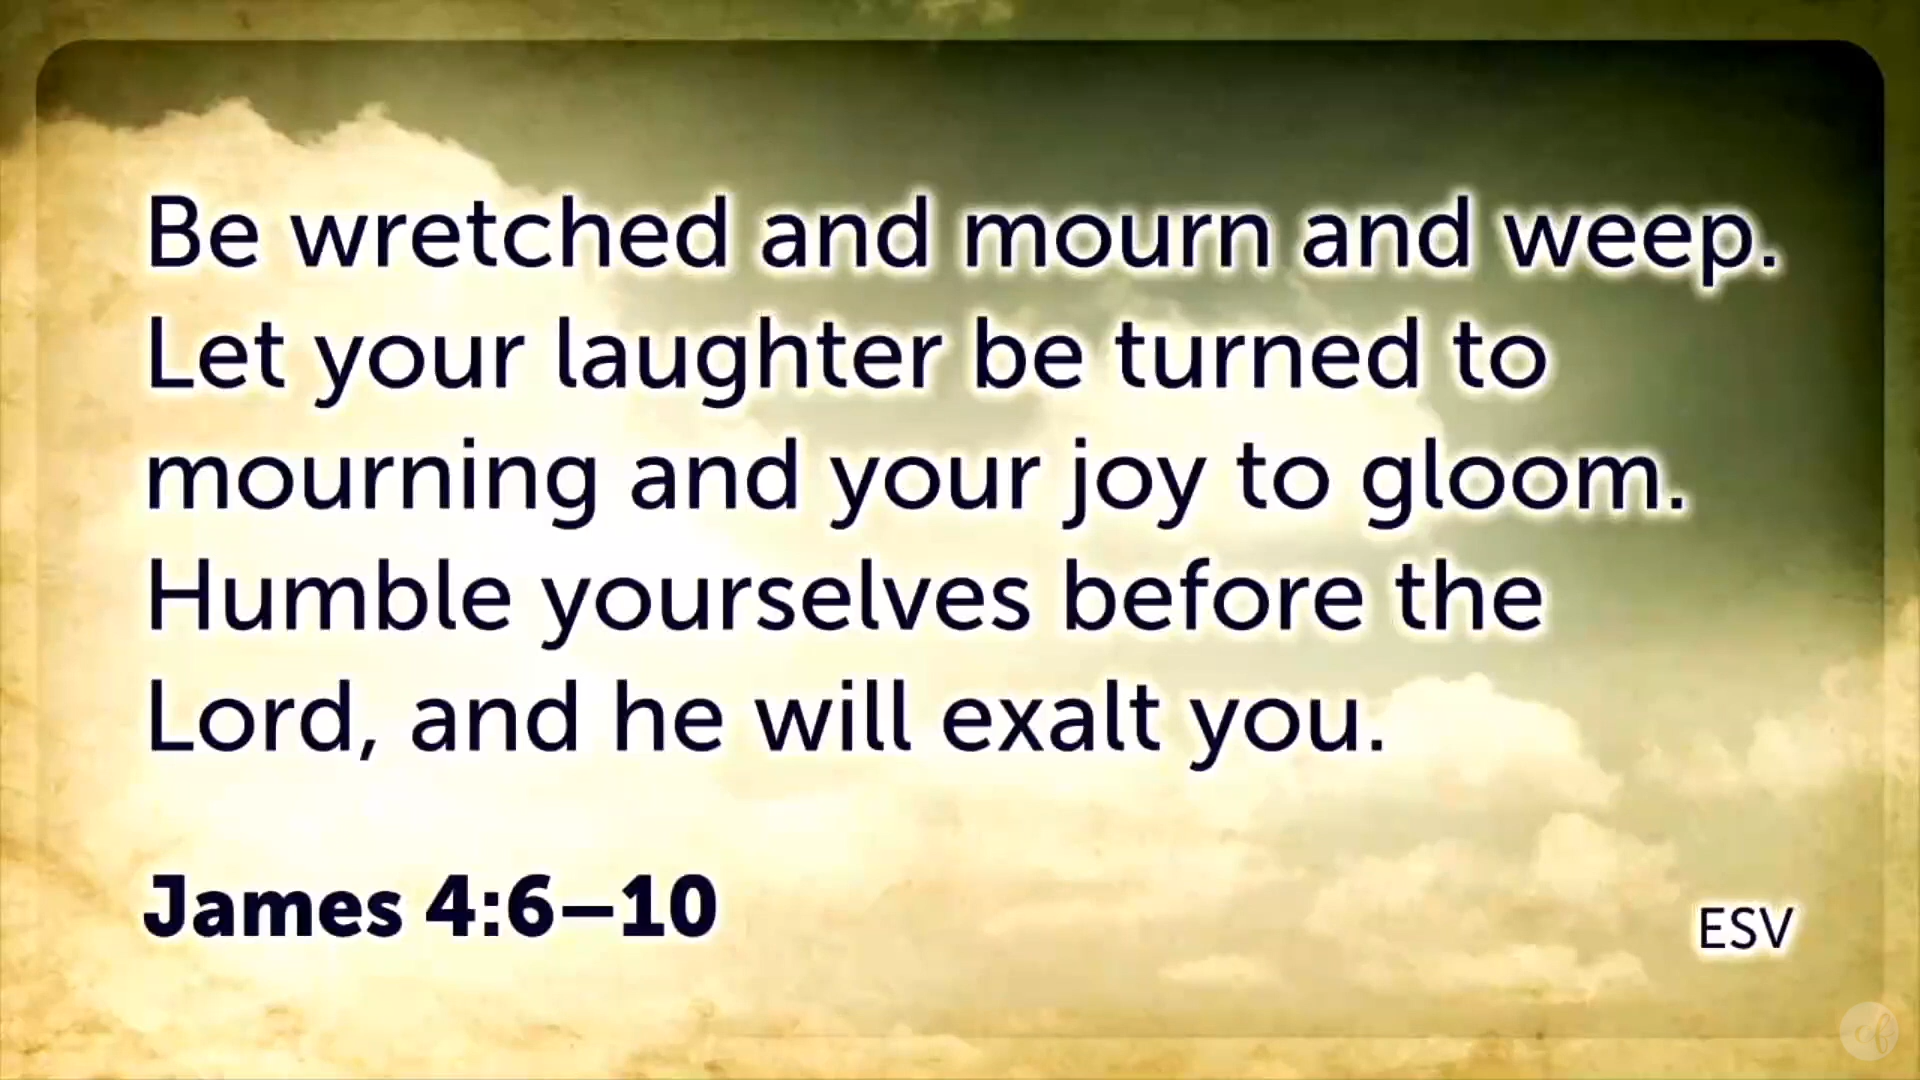 Be wretched and mourn and weep.
Let your laughter be turned to
mourning and your joy to gloom.
Humble yourselves before the
Lord, and he will exalt you.
James 4:6–10
ESV